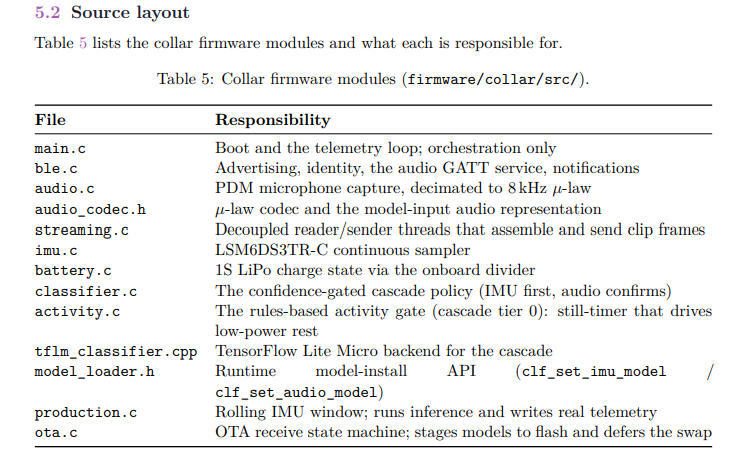 5.2 Source layout
Table 5 lists the collar firmware modules and what each is responsible for.
Table 5: Collar firmware modules (firmware/collar/src/).
File Responsibility
main.c Boot and the telemetry loop; orchestration only
ble.c Advertising, identity, the audio GATT service, notifications
audio.c PDM microphone capture, decimated to 8 kHz μ-law
audio_codec.h μ-law codec and the model-input audio representation
streaming.c Decoupled reader/sender threads that assemble and send clip frames
imu.c LSM6DS3TR-C continuous sampler
battery.c 1S LiPo charge state via the onboard divider
classifier.c The confidence-gated cascade policy (IMU first, audio confirms)
activity.c The rules-based activity gate (cascade tier 0): still-timer that drives
low-power rest
tflm_classifier.cpp TensorFlow Lite Micro backend for the cascade
model_loader.h Runtime model-install API (clf_set_imu_model /
clf_set_audio_model)
production.c Rolling IMU window; runs inference and writes real telemetry
ota.c OTA receive state machine; stages models to flash and defers the swap